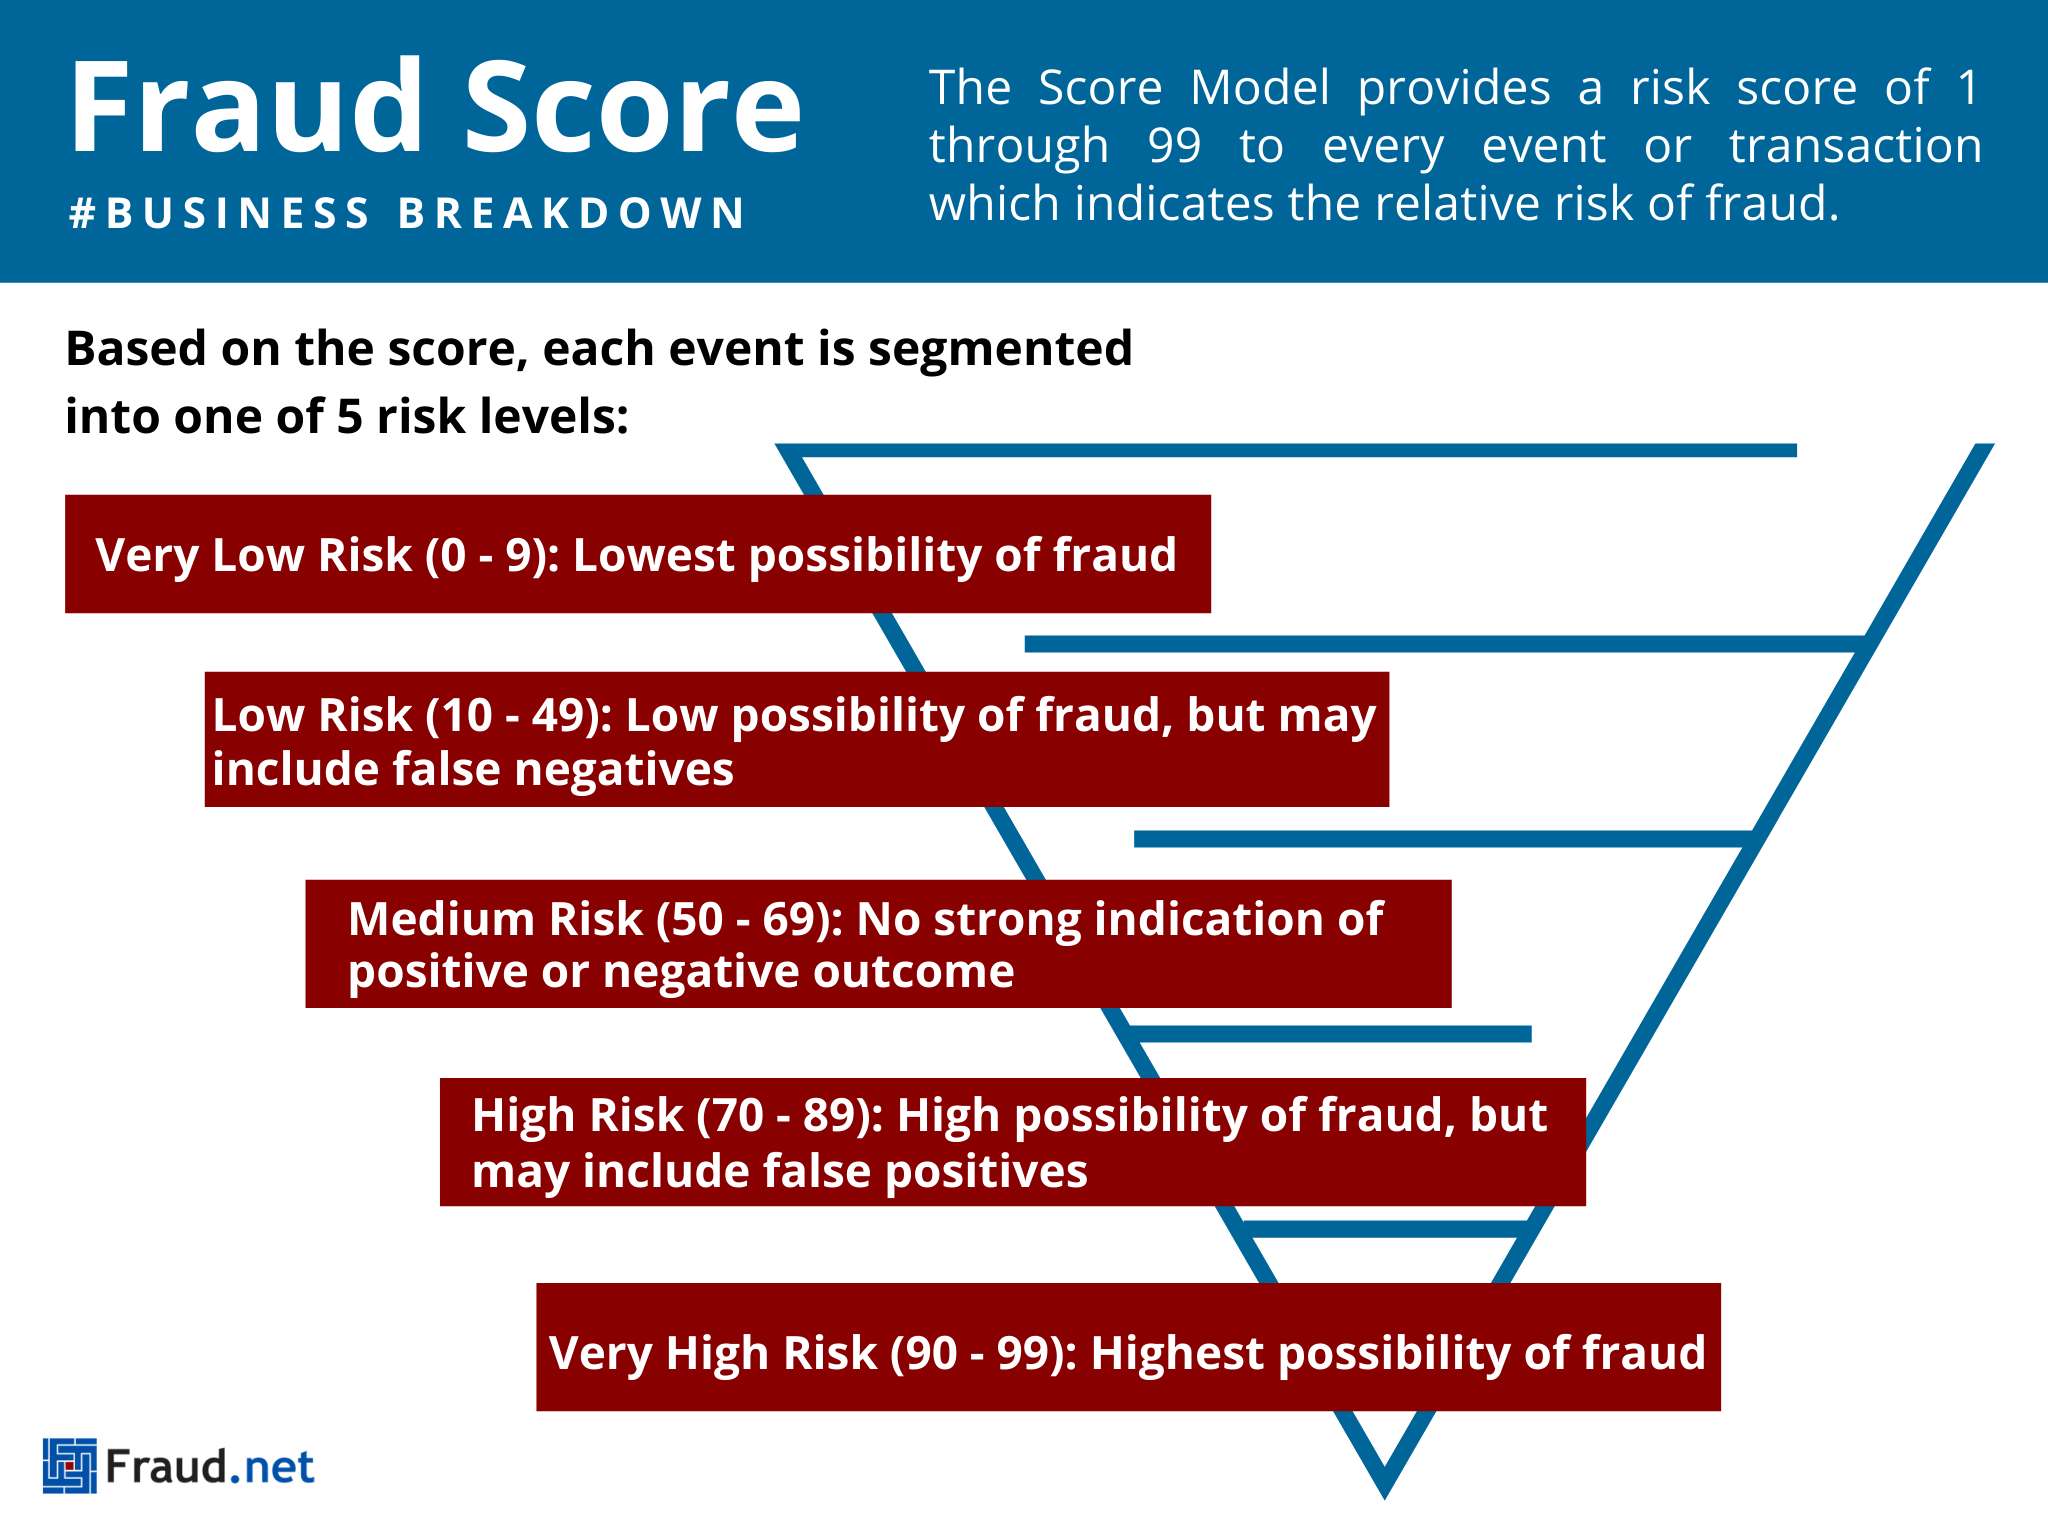 Fraud Score
#BUSINESS BREAKDOWN
The Score Model provides a risk score of 1
through 99 to every event or transaction
which indicates the relative risk of fraud.
Based on the score, each event is segmented
into one of 5 risk levels:
Very Low Risk (0 - 9): Lowest possibility of fraud
Low Risk (10 - 49): Low possibility of fraud, but may
include false negatives
Medium Risk (50 - 69): No strong indication of
positive or negative outcome
High Risk (70 - 89): High possibility of fraud, but
may include false positives
Very High Risk (90 - 99): Highest possibility of fraud
Fraud.net